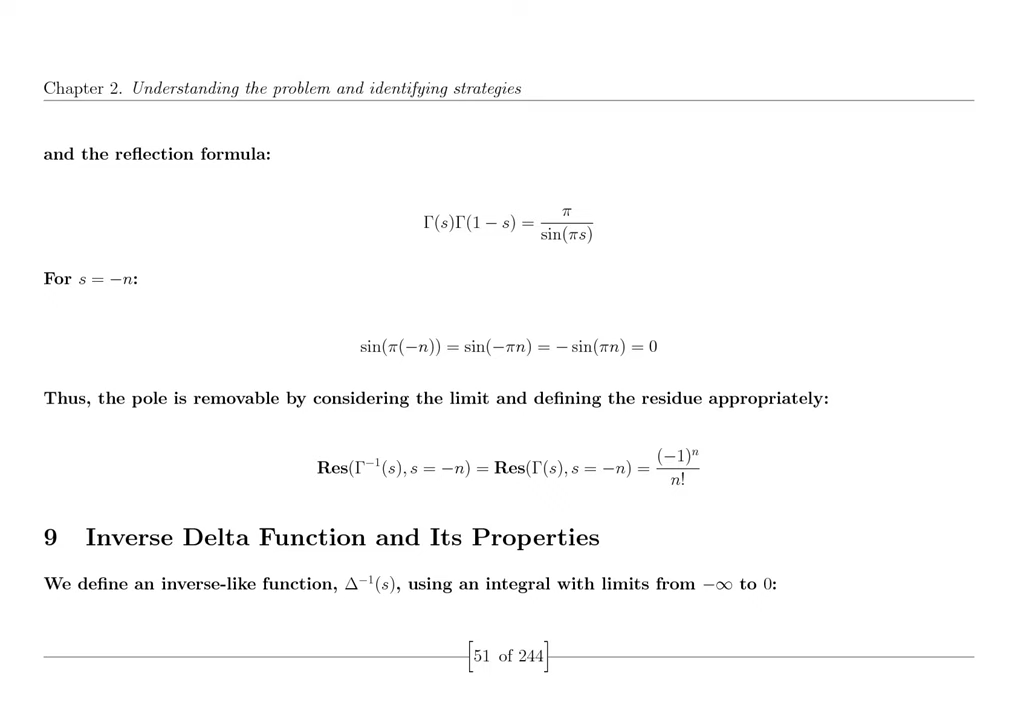 Chapter 2. Understanding the problem and identifying strategies
and the reflection formula:
Γ(s)Γ(1 − s) = π / sin(πs)
For s = −n:
sin(π(−n)) = sin(−πn) = − sin(πn) = 0
Thus, the pole is removable by considering the limit and defining the residue appropriately:
Res(Γ⁻¹(s), s = −n) = Res(Γ(s), s = −n) = (−1)ⁿ / n!
9 Inverse Delta Function and Its Properties
We define an inverse-like function, Δ⁻¹(s), using an integral with limits from −∞ to 0:
[51 of 244]